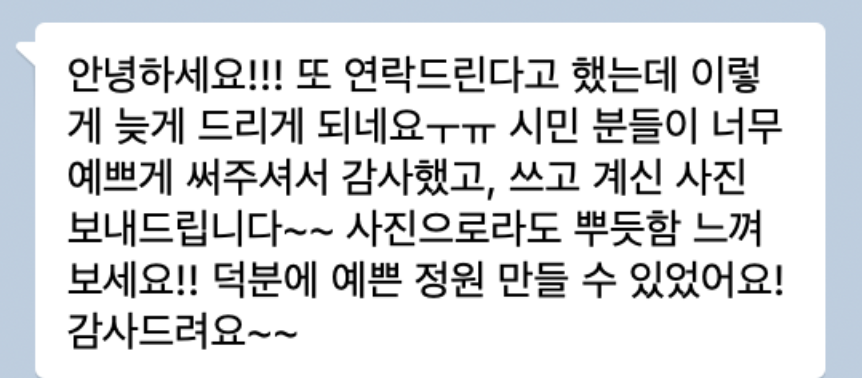 안녕하세요!!! 또 연락드린다고 했는데 이렇
게 늦게 드리게 되네요ㅜㅠ 시민 분들이 너무
예쁘게 써주셔서 감사했고, 쓰고 계신 사진
보내드립니다~~ 사진으로라도 뿌듯함 느껴
보세요!! 덕분에 예쁜 정원 만들 수 있었어요!
감사드려요~~